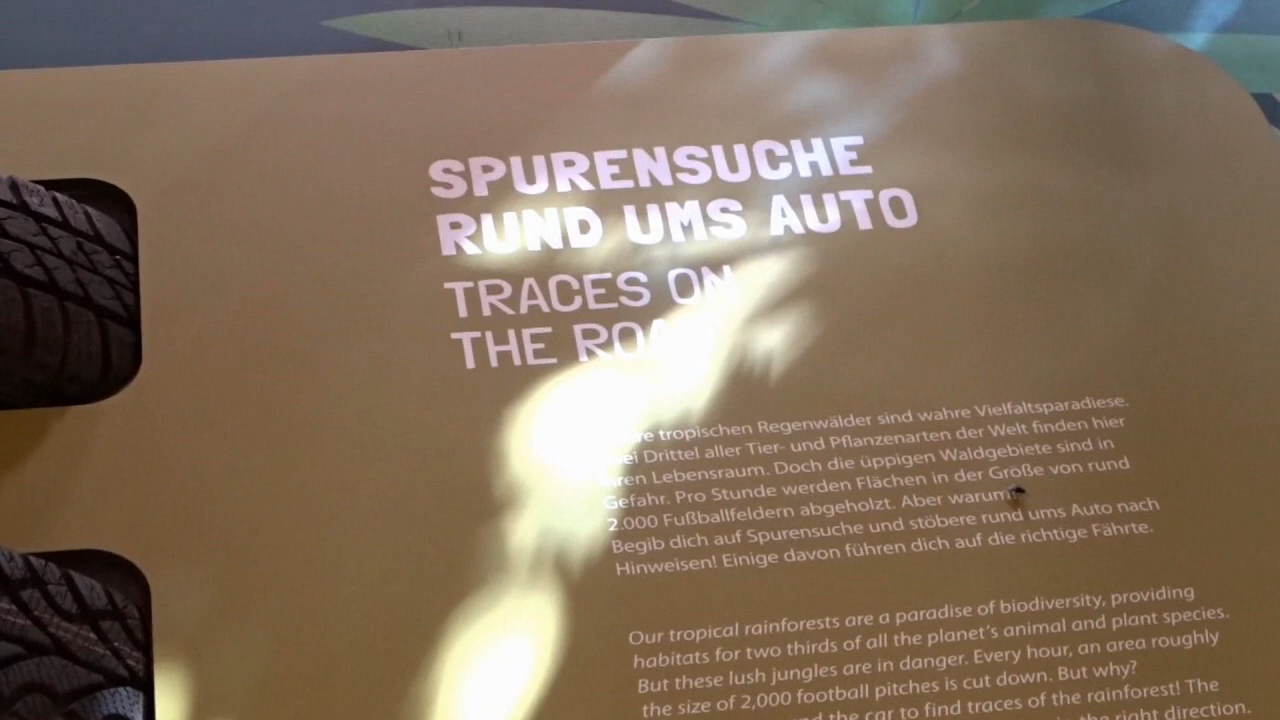 SPURENSUCHE
RUND UMS AUTO
TRACES ON
THE
tropischen Regenwälder sind wahre Vielfaltsparadiese.
Drittel aller Tier- und Pflanzenarten der Welt finden hier
Lebensraum. Doch die üppigen Waldgebiete sind in
Gefahr. Pro Stunde werden Flächen in der Größe von rund
2.000 Fußballfeldern abgeholzt. Aber warum?
Begib dich auf Spurensuche und stöbere rund ums Auto nach
Hinweisen! Einige davon führen dich auf die richtige Fährte.
Our tropical rainforests are a paradise of biodiversity, providing
habitats for two thirds of all the planet's animal and plant species.
But these lush jungles are in danger. Every hour, an area roughly
the size of 2,000 football pitches is cut down. But why?
the car to find traces of the rainforest! The
the right direction.